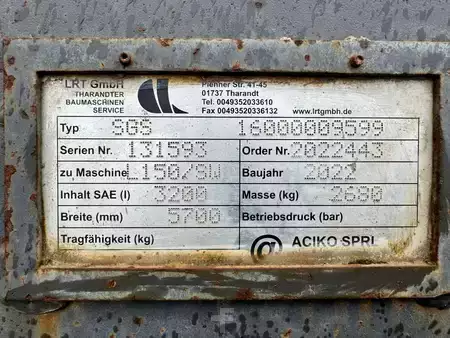 LRT GmbH
THARANDTER
BAUMASCHINEN
SERVICE
Pienner Str. 41-45
01737 Tharandt
Tel. 0049352033610
Fax 00493520336132
www.lrtgmbh.de
Typ SGS 16000009599
Serien Nr. 131593 Order Nr. 2022443
zu Maschine L150/SW Baujahr 2022
Inhalt SAE (l) 3200 Masse (kg) 2680
Breite (mm) 5700 Betriebsdruck (bar)
Tragfähigkeit (kg) @ ACIKO SPRL